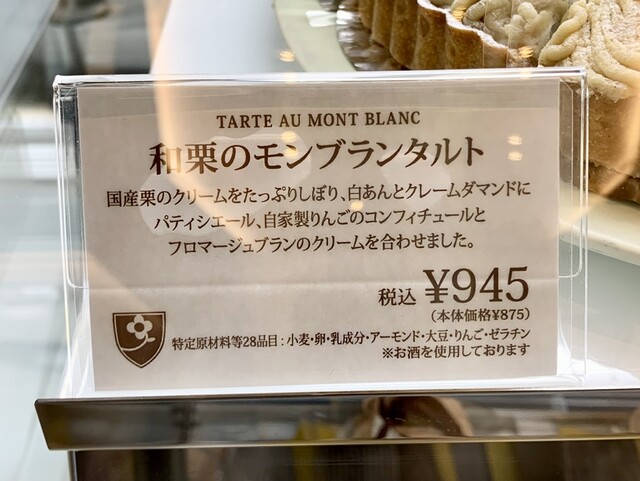 TARTE AU MONT BLANC
和栗のモンブランタルト
国産栗のクリームをたっぷりしぼり、白あんとクレームダマンドに
パティシエール、自家製りんごのコンフィチュールと
フロマージュブランのクリームを合わせました。
税込 ¥945
(本体価格¥875)
特定原材料等28品目：小麦・卵・乳成分・アーモンド・大豆・りんご・ゼラチン
※お酒を使用しております